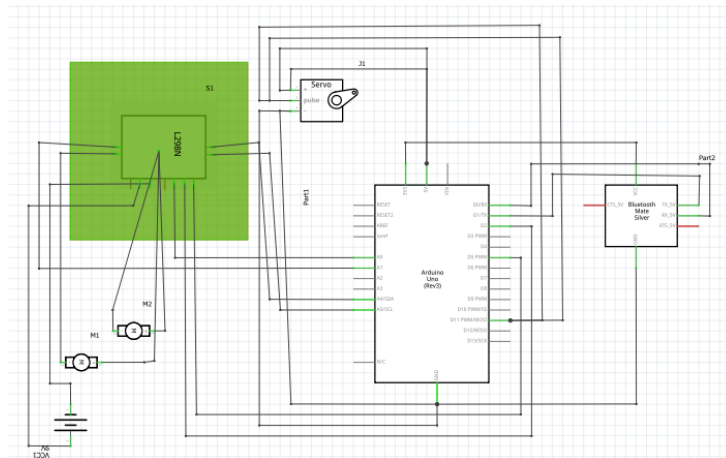 S1
L298N
J1
Servo
+
pulse
-
Part1
Part2
3V3
5V
VIN
RESET
RESET2
AREF
ioref
A0
A1
A2
A3
A4/SDA
A5/SCL
N/C
D0/RX
D1/TX
D2
D3 PWM
D4
D5 PWM
D6 PWM
D7
D8
D9 PWM
D10 PWM/SS
D11 PWM/MOSI
D12/MISO
D13/SCK
GND
Arduino
Uno
(Rev3)
Bluetooth
Mate
Silver
VCC
CTS_5V
TX_5V
RX_5V
RTS_5V
GND
M2
M
M1
M
VCC1